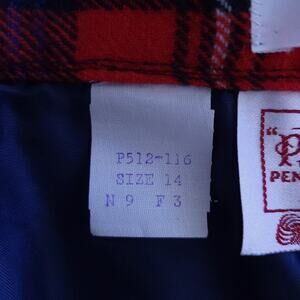 P512-116
SIZE 14
N 9 F 3
"P
PEN